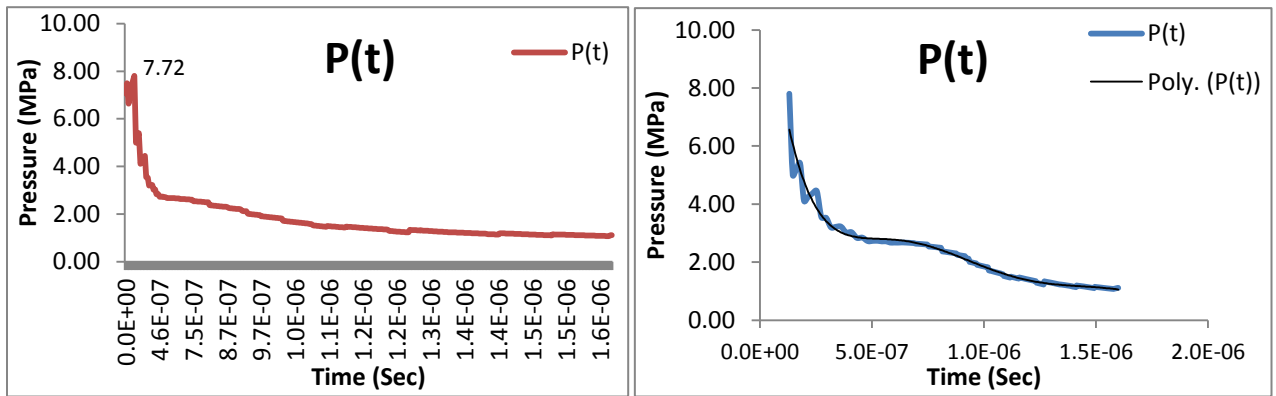 P(t)
P(t)
7.72
Pressure (MPa)
10.00
8.00
6.00
4.00
2.00
0.00
0.0E+00
4.6E-07
7.5E-07
8.7E-07
9.7E-07
1.0E-06
1.1E-06
1.2E-06
1.2E-06
1.3E-06
1.4E-06
1.4E-06
1.5E-06
1.5E-06
1.6E-06
Time (Sec)
P(t)
P(t)
Poly. (P(t))
Pressure (MPa)
10.00
8.00
6.00
4.00
2.00
0.00
0.0E+00
5.0E-07
1.0E-06
1.5E-06
2.0E-06
Time (Sec)